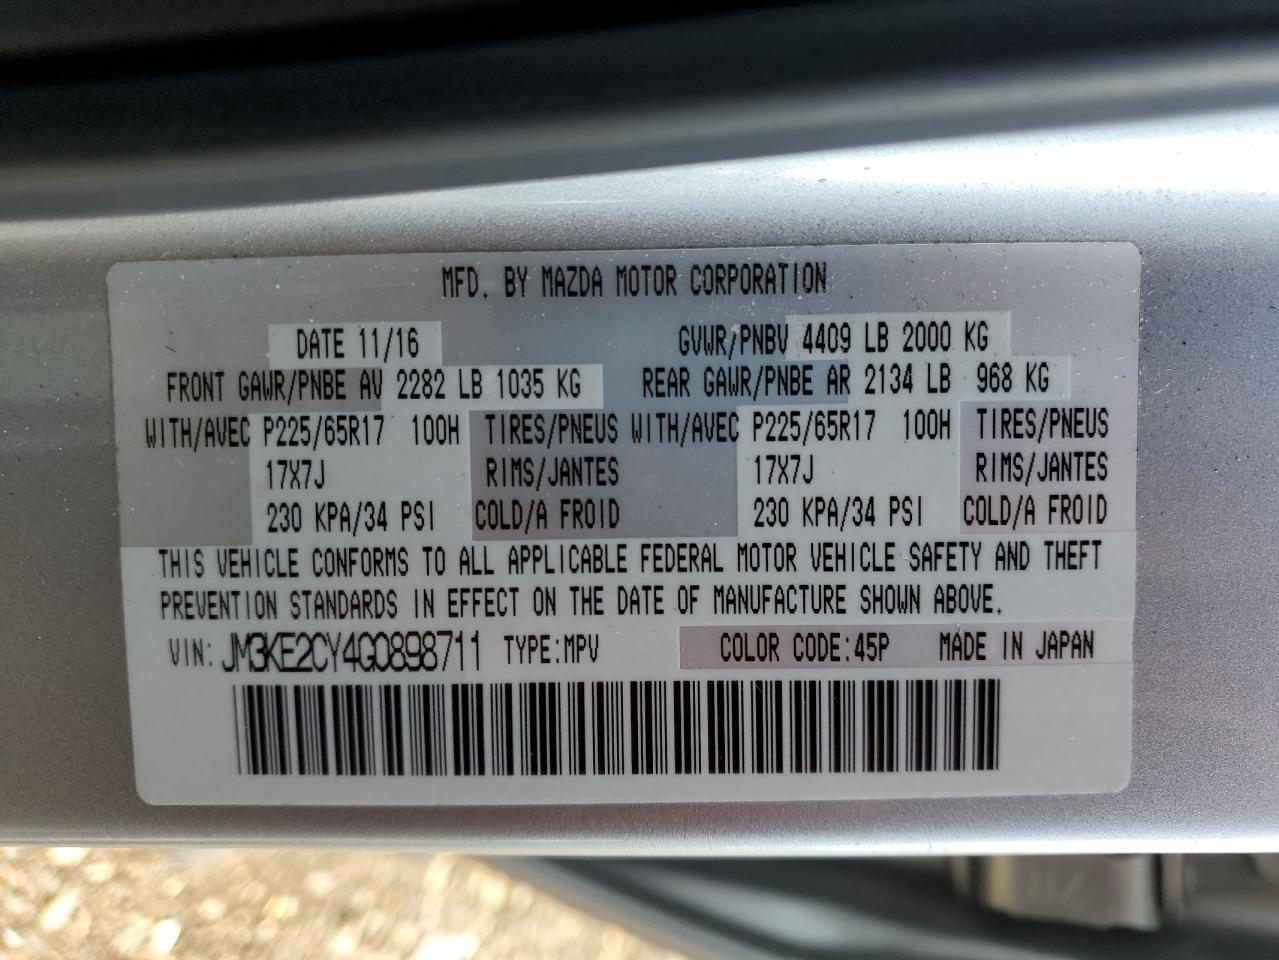 MFD. BY MAZDA MOTOR CORPORATION
DATE 11/16 GVWR/PNBV 4409 LB 2000 KG
FRONT GAWR/PNBE AV 2282 LB 1035 KG REAR GAWR/PNBE AR 2134 LB 968 KG
WITH/AVEC P225/65R17 100H TIRES/PNEUS WITH/AVEC P225/65R17 100H TIRES/PNEUS
17X7J RIMS/JANTES 17X7J RIMS/JANTES
230 KPA/34 PSI COLD/A FROID 230 KPA/34 PSI COLD/A FROID
THIS VEHICLE CONFORMS TO ALL APPLICABLE FEDERAL MOTOR VEHICLE SAFETY AND THEFT
PREVENTION STANDARDS IN EFFECT ON THE DATE OF MANUFACTURE SHOWN ABOVE.
VIN: JM3KE2CY4G0898711 TYPE:MPV COLOR CODE:45P MADE IN JAPAN